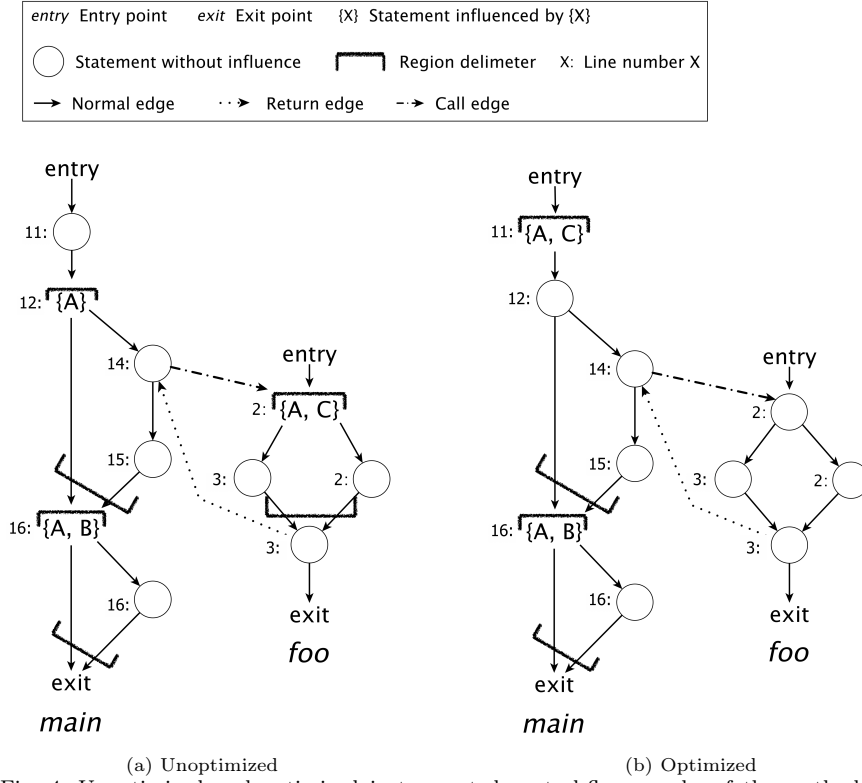 entry Entry point exit Exit point {X} Statement influenced by {X}
Statement without influence Region delimeter X: Line number X
Normal edge Return edge Call edge
entry
11:
12: {A}
14:
15:
16: {A, B}
16:
exit
main
entry
2: {A, C}
3: 2:
3:
exit
foo
(a) Unoptimized
entry
11: {A, C}
12:
14:
15:
16: {A, B}
16:
exit
main
entry
2:
3: 2:
3:
exit
foo
(b) Optimized